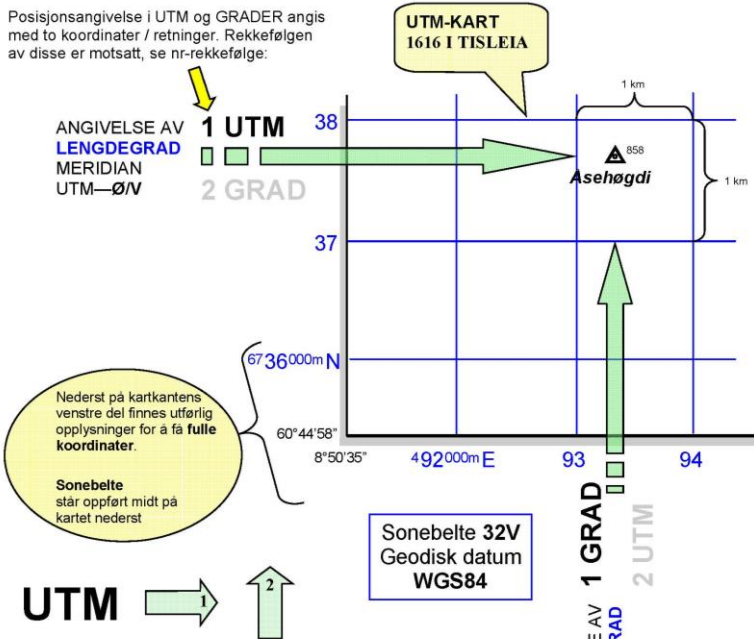 Posisjonsangivelse i UTM og GRADER angis
med to koordinater / retninger. Rekkefølgen
av disse er motsatt, se nr-rekkefølge:
UTM-KART
1616 I TISLEIA
ANGIVELSE AV
LENGDEGRAD
MERIDIAN
UTM—Ø/V
1 UTM
2 GRAD
1 km
38
858
Åsehøgdi
1 km
37
6736000m N
Nederst på kartkantens
venstre del finnes utførlig
opplysninger for å få fulle
koordinater.
Sonebelte
står oppført midt på
kartet nederst
60°44'58"
8°50'35"
492000m E
93
94
Sonebelte 32V
Geodisk datum
WGS84
1 GRAD
2 UTM
UTM
1
2